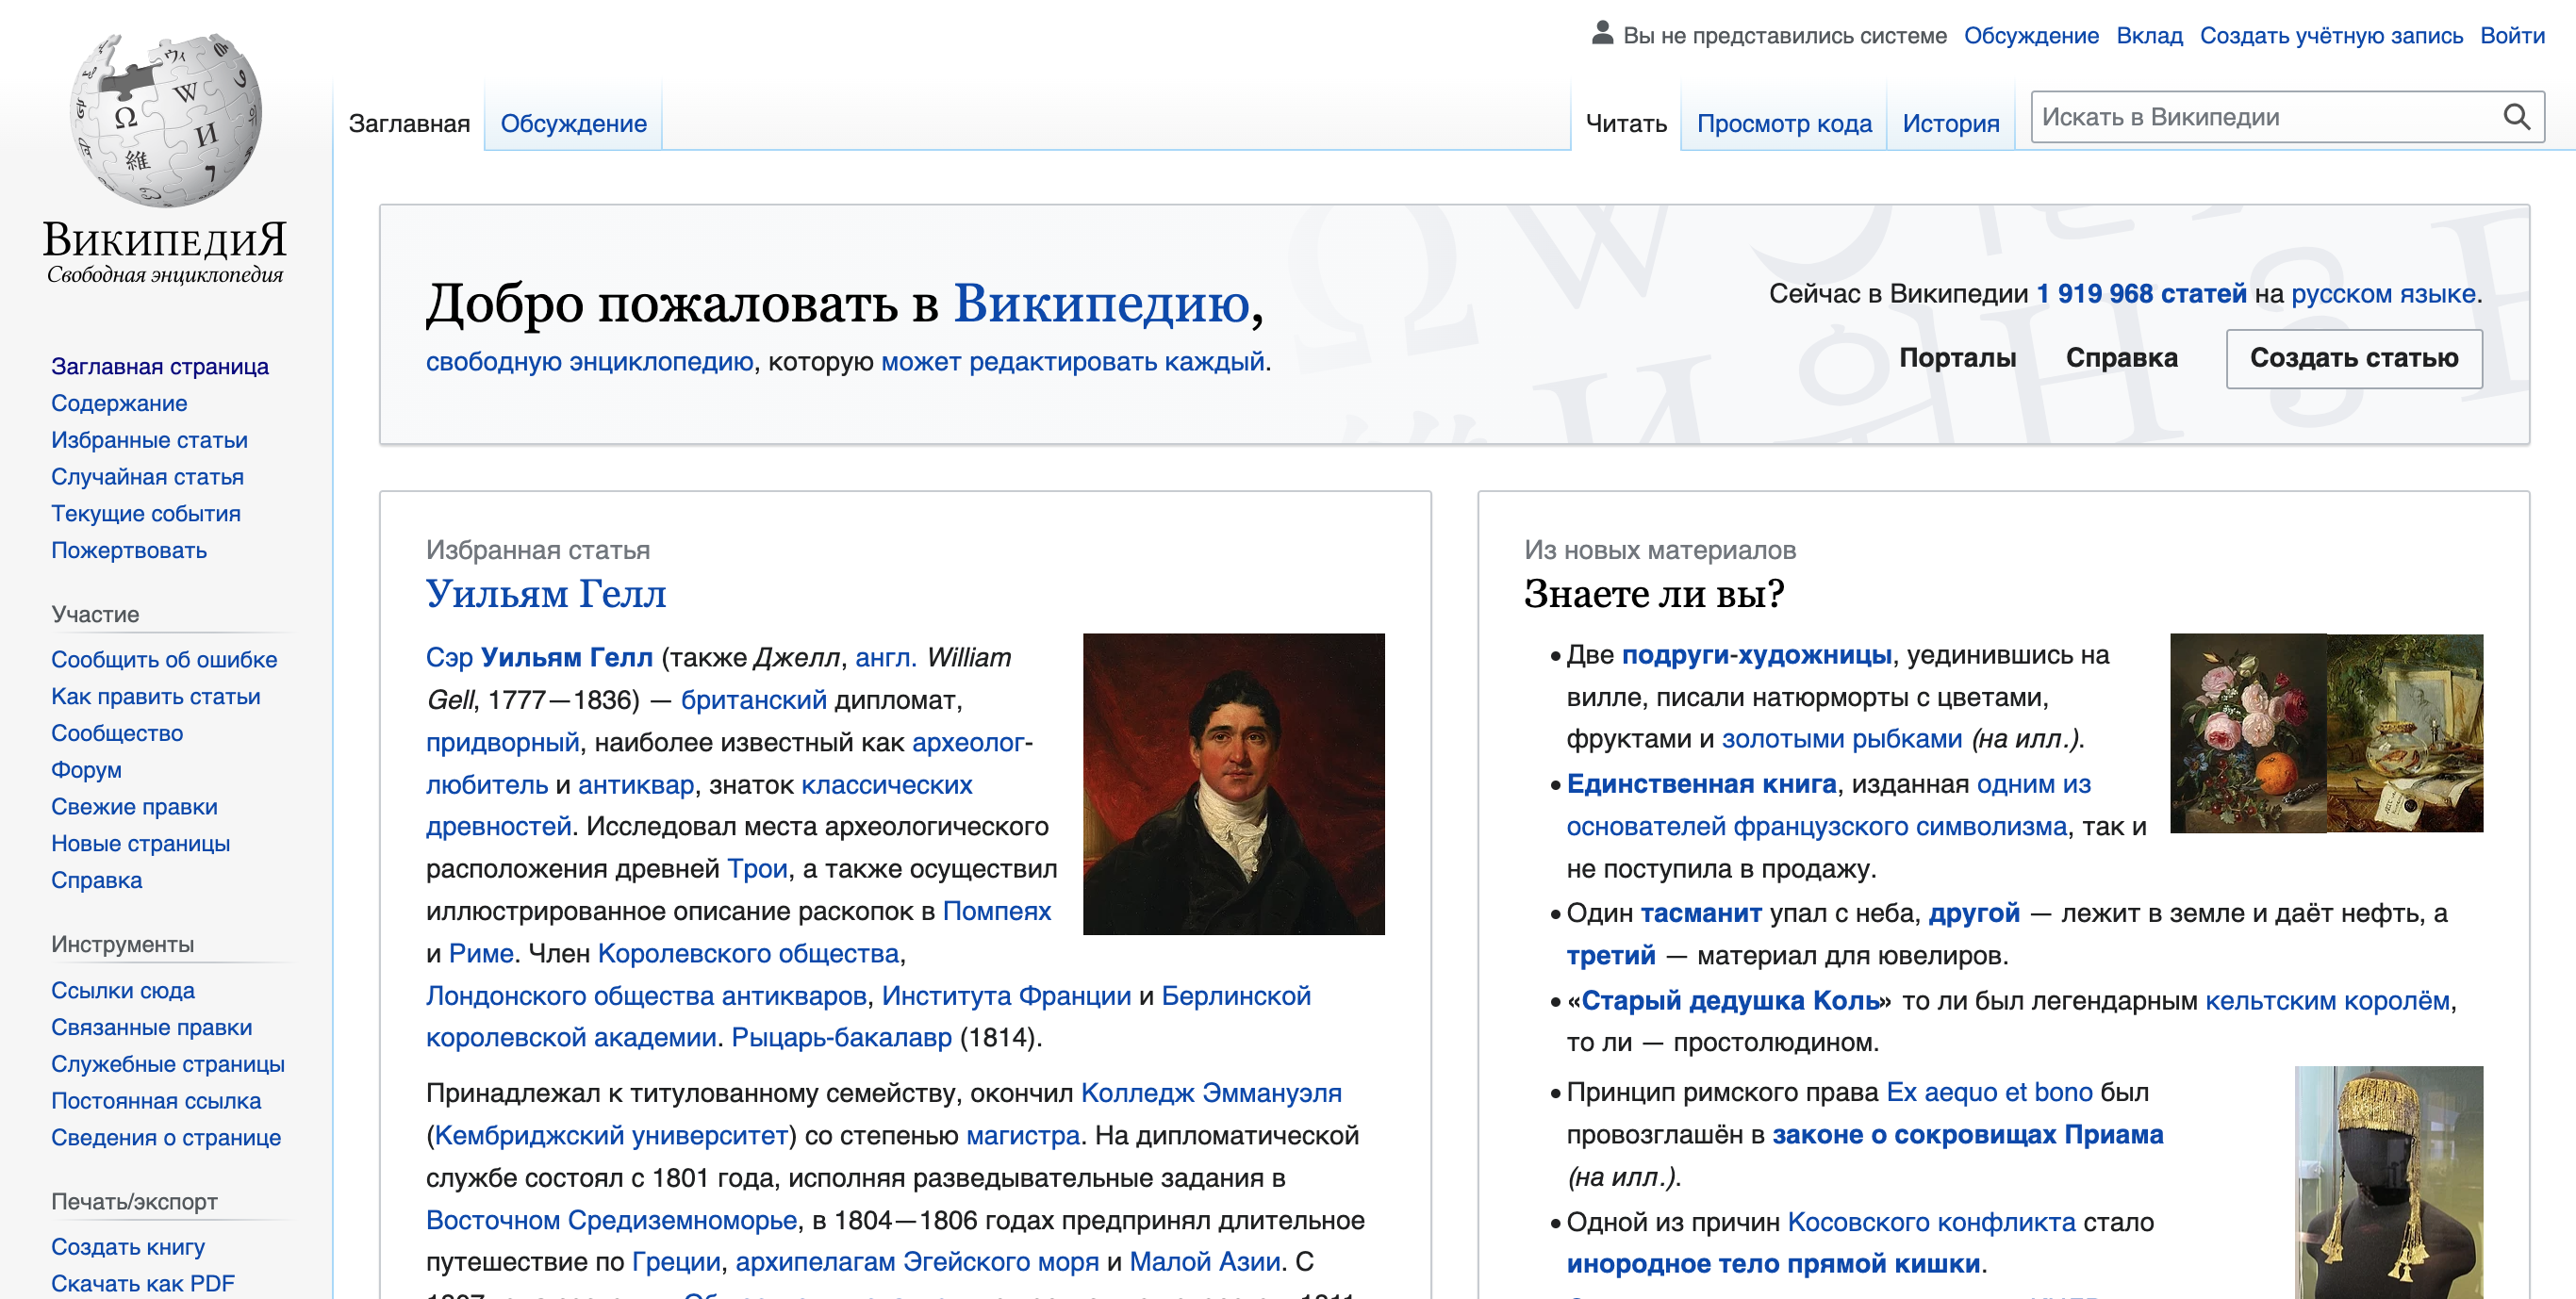 Вы не представились системе Обсуждение Вклад Создать учётную запись Войти
Заглавная Обсуждение Читать Просмотр кода История Искать в Википедии
ВикипедиЯ
Свободная энциклопедия
Заглавная страница
Содержание
Избранные статьи
Случайная статья
Текущие события
Пожертвовать
Участие
Сообщить об ошибке
Как править статьи
Сообщество
Форум
Свежие правки
Новые страницы
Справка
Инструменты
Ссылки сюда
Связанные правки
Служебные страницы
Постоянная ссылка
Сведения о странице
Печать/экспорт
Создать книгу
Скачать как PDF
Добро пожаловать в Википедию,
свободную энциклопедию, которую может редактировать каждый.
Сейчас в Википедии 1 919 968 статей на русском языке.
Порталы Справка Создать статью
Избранная статья
Уильям Гелл
Сэр Уильям Гелл (также Джелл, англ. William
Gell, 1777—1836) — британский дипломат,
придворный, наиболее известный как археолог-
любитель и антиквар, знаток классических
древностей. Исследовал места археологического
расположения древней Трои, а также осуществил
иллюстрированное описание раскопок в Помпеях
и Риме. Член Королевского общества,
Лондонского общества антикваров, Института Франции и Берлинской
королевской академии. Рыцарь-бакалавр (1814).
Принадлежал к титулованному семейству, окончил Колледж Эммануэля
(Кембриджский университет) со степенью магистра. На дипломатической
службе состоял с 1801 года, исполняя разведывательные задания в
Восточном Средиземноморье, в 1804—1806 годах предпринял длительное
путешествие по Греции, архипелагам Эгейского моря и Малой Азии. С
Из новых материалов
Знаете ли вы?
Две подруги-художницы, уединившись на
вилле, писали натюрморты с цветами,
фруктами и золотыми рыбками (на илл.).
Единственная книга, изданная одним из
основателей французского символизма, так и
не поступила в продажу.
Один тасманит упал с неба, другой — лежит в земле и даёт нефть, а
третий — материал для ювелиров.
«Старый дедушка Коль» то ли был легендарным кельтским королём,
то ли — простолюдином.
Принцип римского права Ex aequo et bono был
провозглашён в законе о сокровищах Приама
(на илл.).
Одной из причин Косовского конфликта стало
инородное тело прямой кишки.